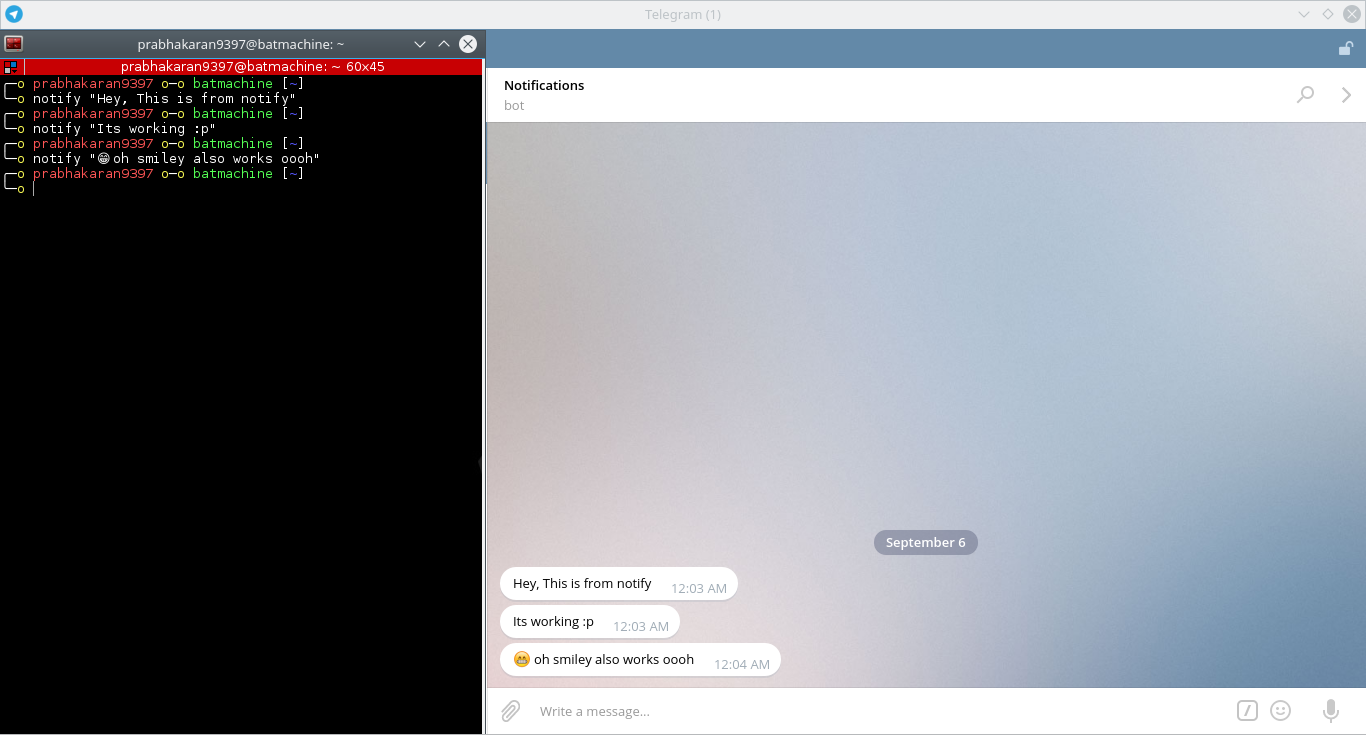 Telegram (1)
prabhakaran9397@batmachine: ~
prabhakaran9397@batmachine: ~ 60x45
╭─o prabhakaran9397 o─o batmachine [~]
╰─o notify "Hey, This is from notify"
╭─o prabhakaran9397 o─o batmachine [~]
╰─o notify "Its working :p"
╭─o prabhakaran9397 o─o batmachine [~]
╰─o notify "😁oh smiley also works oooh"
╭─o prabhakaran9397 o─o batmachine [~]
╰─o
Notifications
bot
September 6
Hey, This is from notify 12:03 AM
Its working :p 12:03 AM
😁 oh smiley also works oooh 12:04 AM
Write a message...